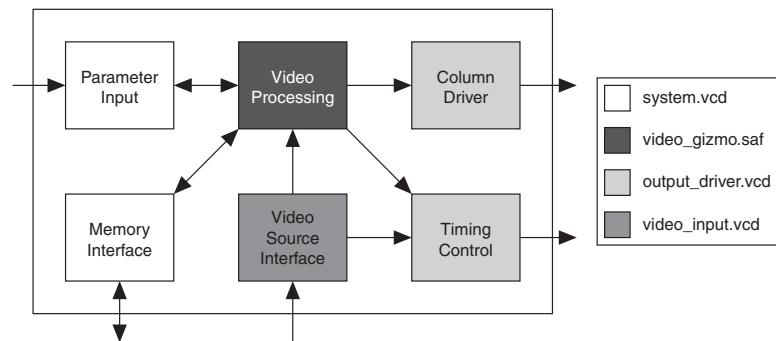 Parameter
Input
Video
Processing
Column
Driver
Memory
Interface
Video
Source
Interface
Timing
Control
system.vcd
video_gizmo.saf
output_driver.vcd
video_input.vcd